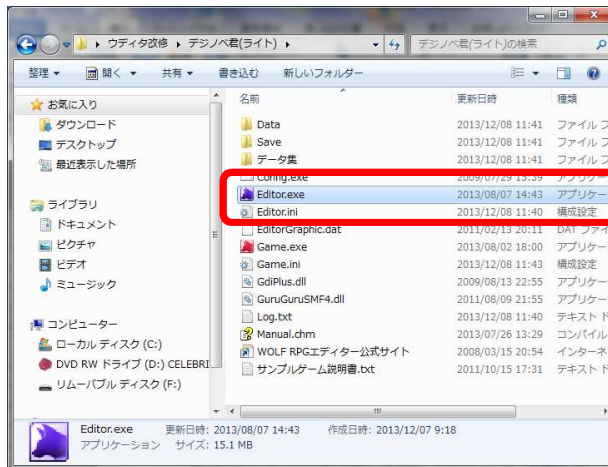 ウディタ改修 ▸ デジノベ君(ライト) ▸
デジノベ君(ライト)の検索
整理 開く 共有 書き込む 新しいフォルダー
お気に入り
ダウンロード
デスクトップ
最近表示した場所
ライブラリ
ドキュメント
ピクチャ
ビデオ
ミュージック
コンピューター
ローカル ディスク (C:)
DVD RW ドライブ (D:) CELEBRI
リムーバブル ディスク (F:)
名前 更新日時 種類
Data 2013/12/08 11:41 ファイル フ
Save 2013/12/08 11:41 ファイル フ
データ集 2013/12/08 11:41 ファイル フ
Config.exe 2009/07/29 13:39 アプリケー
Editor.exe 2013/08/07 14:43 アプリケー
Editor.ini 2013/12/08 11:40 構成設定
EditorGraphic.dat 2011/02/13 20:11 DAT ファイ
Game.exe 2013/08/02 18:00 アプリケー
Game.ini 2013/12/08 11:43 構成設定
GdiPlus.dll 2009/08/13 22:55 アプリケー
GuruGuruSMF4.dll 2011/08/09 21:55 アプリケー
Log.txt 2013/12/08 11:40 テキスト ド
Manual.chm 2013/07/26 13:29 コンパイル
WOLF RPGエディター公式サイト 2008/03/15 20:54 インターネ
サンプルゲーム説明書.txt 2011/10/15 17:31 テキスト ド
Editor.exe 更新日時: 2013/08/07 14:43 作成日時: 2013/12/07 9:18
アプリケーション サイズ: 15.1 MB